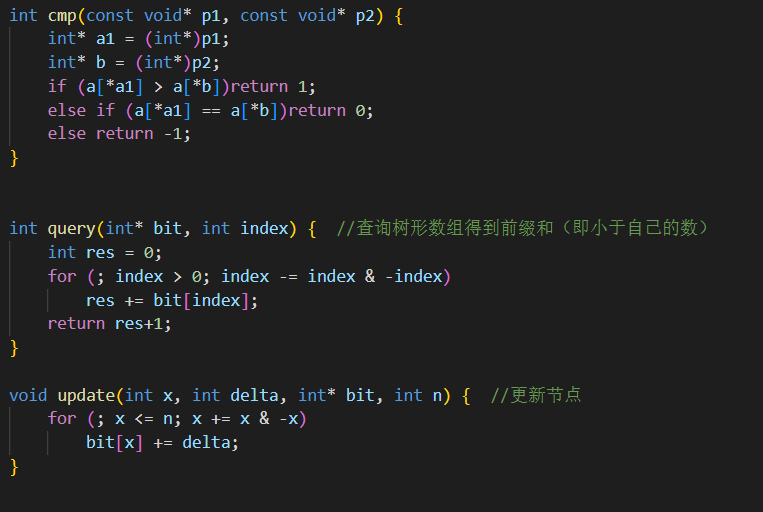 int cmp(const void* p1, const void* p2) {
    int* a1 = (int*)p1;
    int* b = (int*)p2;
    if (a[*a1] > a[*b])return 1;
    else if (a[*a1] == a[*b])return 0;
    else return -1;
}
int query(int* bit, int index) {  //查询树形数组得到前缀和（即小于自己的数）
    int res = 0;
    for (; index > 0; index -= index & -index)
        res += bit[index];
    return res+1;
}
void update(int x, int delta, int* bit, int n) {  //更新节点
    for (; x <= n; x += x & -x)
        bit[x] += delta;
}